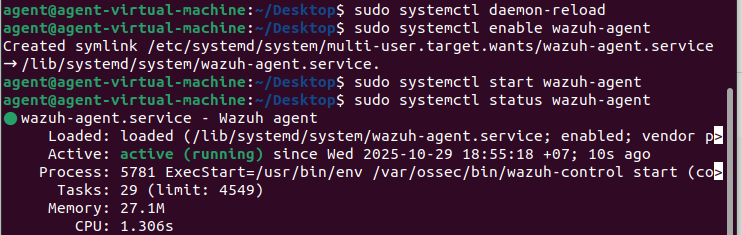 agent@agent-virtual-machine:~/Desktop$ sudo systemctl daemon-reload
agent@agent-virtual-machine:~/Desktop$ sudo systemctl enable wazuh-agent
Created symlink /etc/systemd/system/multi-user.target.wants/wazuh-agent.service
→ /lib/systemd/system/wazuh-agent.service.
agent@agent-virtual-machine:~/Desktop$ sudo systemctl start wazuh-agent
agent@agent-virtual-machine:~/Desktop$ sudo systemctl status wazuh-agent
● wazuh-agent.service - Wazuh agent
Loaded: loaded (/lib/systemd/system/wazuh-agent.service; enabled; vendor p>
Active: active (running) since Wed 2025-10-29 18:55:18 +07; 10s ago
Process: 5781 ExecStart=/usr/bin/env /var/ossec/bin/wazuh-control start (co>
Tasks: 29 (limit: 4549)
Memory: 27.1M
CPU: 1.306s